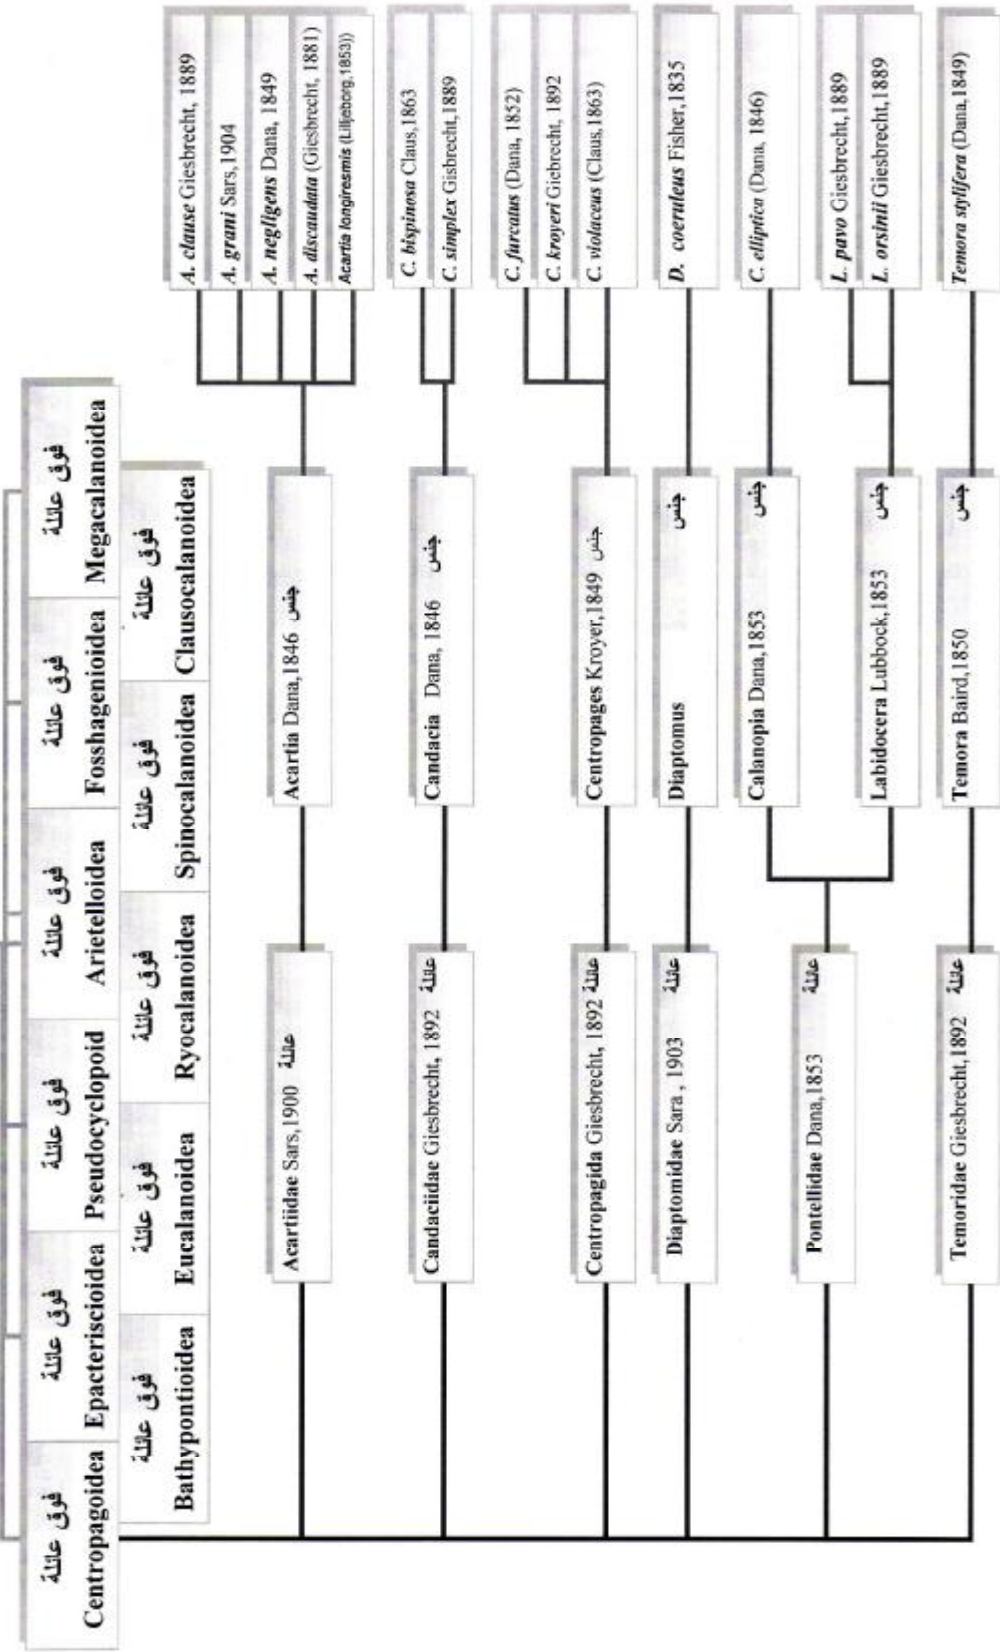 فوق عائلة
Centropagoidea
فوق عائلة
Epacteriscioidea
فوق عائلة
Pseudocyclopoid
فوق عائلة
Arietelloidea
فوق عائلة
Fosshagenioidea
فوق عائلة
Megacalanoidea
فوق عائلة
Bathypontioidea
فوق عائلة
Eucalanoidea
فوق عائلة
Ryocalanoidea
فوق عائلة
Spinocalanoidea
فوق عائلة
Clausocalanoidea
Acartiidae Sars,1900 عائلة
Acartia Dana,1846 جنس
A. clause Giesbrecht, 1889
A. grani Sars,1904
A. negligens Dana, 1849
A. discaudata (Giesbrecht, 1881)
Acartia longiresmis (Lilljeborg,1853))
Candaciidae Giesbrecht, 1892 عائلة
Candacia Dana, 1846 جنس
C. bispinosa Claus,1863
C. simplex Gisbrecht,1889
Centropagida Giesbrecht, 1892 عائلة
Centropages Kroyer,1849 جنس
C. furcatus (Dana, 1852)
C. kroyeri Giebrecht, 1892
C. violaceus (Claus,1863)
Diaptomidae Sara , 1903 عائلة
Diaptomus جنس
D. coeruleus Fisher,1835
Pontellidae Dana,1853 عائلة
Calanopia Dana,1853 جنس
C. elliptica (Dana, 1846)
Labidocera Lubbock,1853 جنس
L. pavo Giesbrecht,1889
L. orsinii Giesbrecht,1889
Temoridae Giesbrecht,1892 عائلة
Temora Baird,1850 جنس
Temora stylifera (Dana,1849)